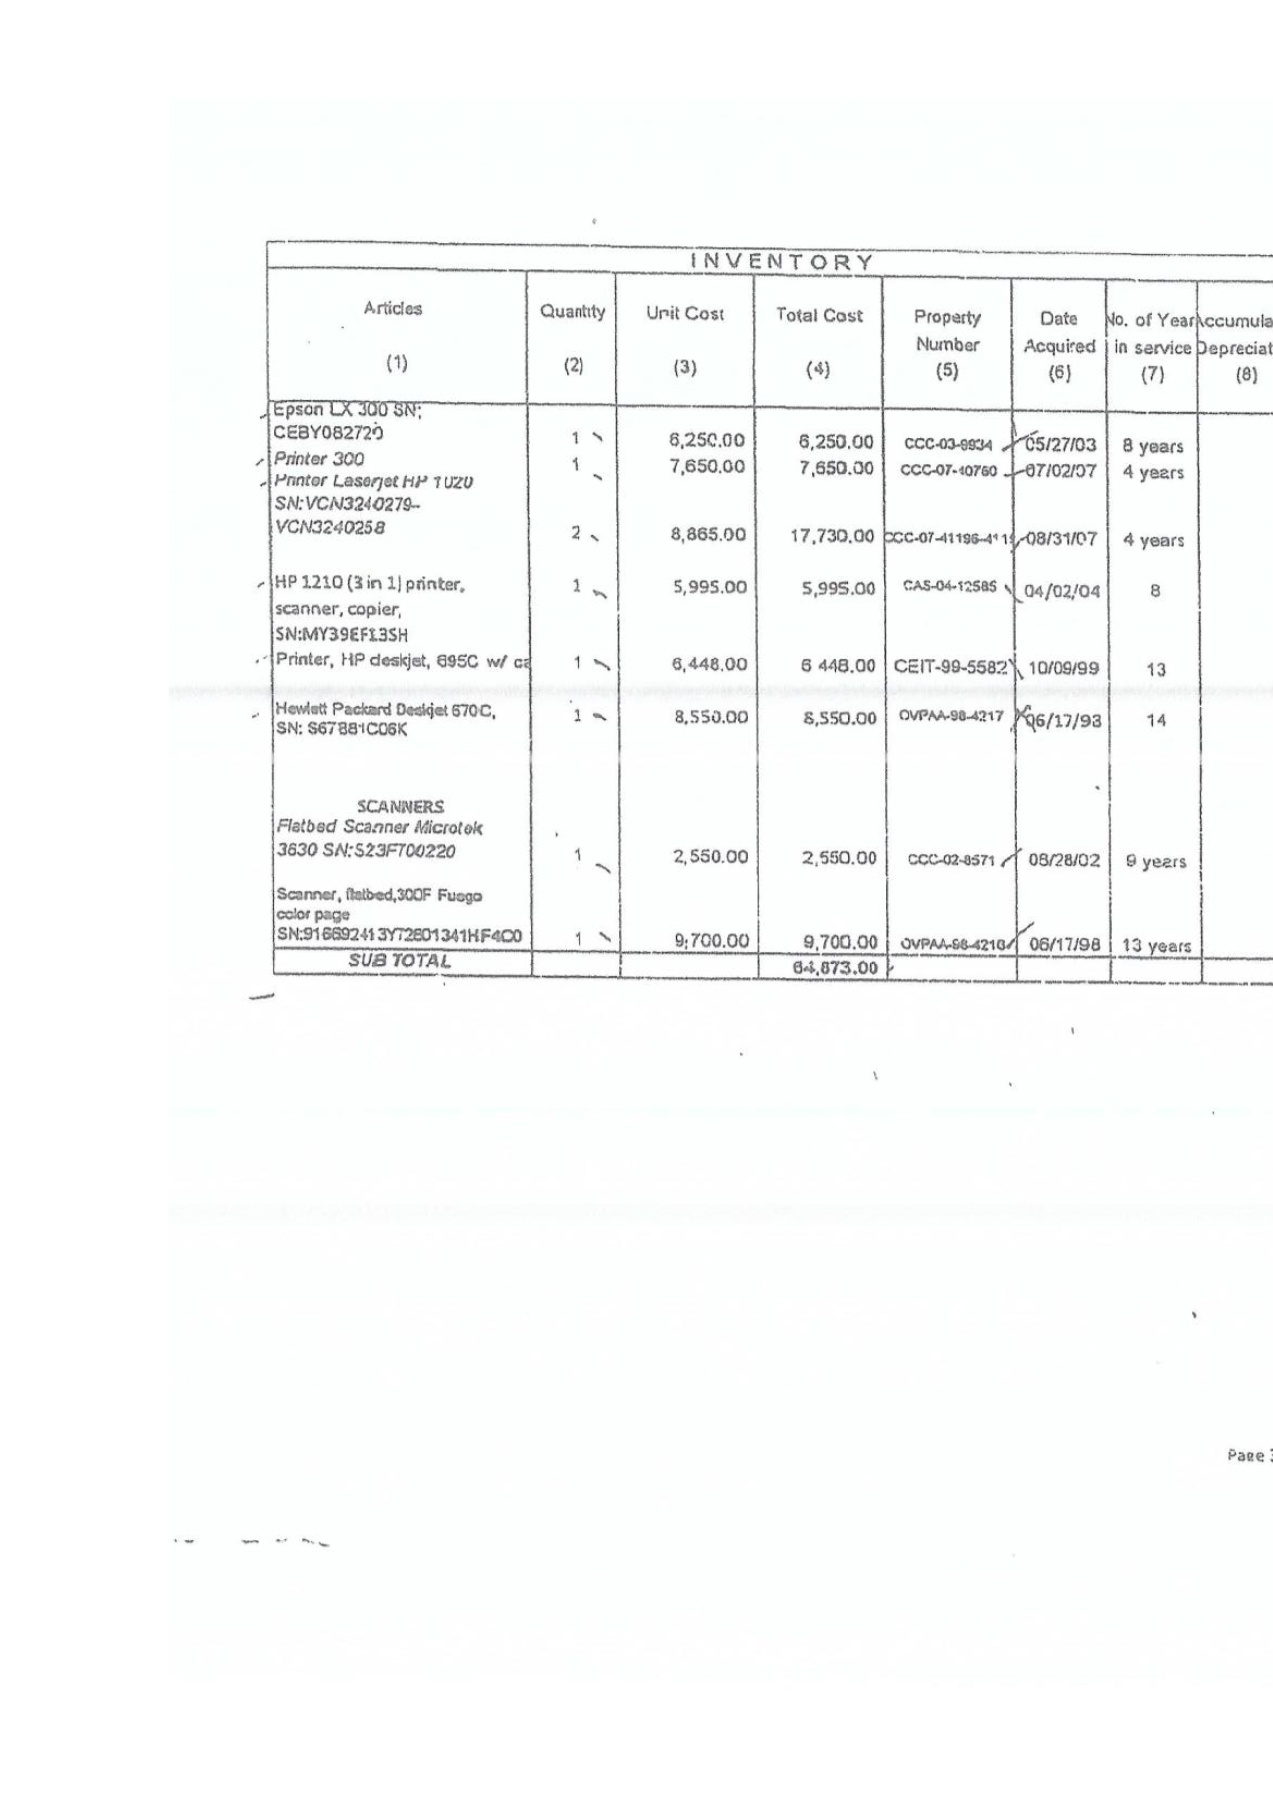 INVENTORY
Articles Quantity Unit Cost Total Cost Property Date No. of Year Accumula
Number Acquired in service Depreciat
(1) (2) (3) (4) (5) (6) (7) (8)
Epson LX 300 SN:
CEBY082720 1 6,250.00 6,250.00 CCC-03-9934 05/27/03 8 years
Printer 300 1 7,650.00 7,650.00 CCC-07-40760 07/02/07 4 years
Printer Laserjet HP 1020
SN:VCN3240279-
VCN3240258 2 8,865.00 17,730.00 CCC-07-41196-411 08/31/07 4 years
HP 1210 (3 in 1) printer, 1 5,995.00 5,995.00 CAS-04-12585 04/02/04 8
scanner, copier,
SN:MY39EFL3SH
Printer, HP deskjet, 695C w/ ca 1 6,448.00 6 448.00 CEIT-99-5582 10/09/99 13
Hewlett Packard Deskjet 670C, 1 8,550.00 8,550.00 OVPAA-98-4217 06/17/98 14
SN: S67881C06K
SCANNERS
Flatbed Scanner Microtek
3630 SN:S23F700220 1 2,550.00 2,550.00 CCC-02-8571 08/28/02 9 years
Scanner, flatbed,300F Fuego
color page
SN:916692413Y72601341HF4C0 1 9,700.00 9,700.00 OVPAA-98-4216 06/17/98 13 years
SUB TOTAL 64,873.00
Page